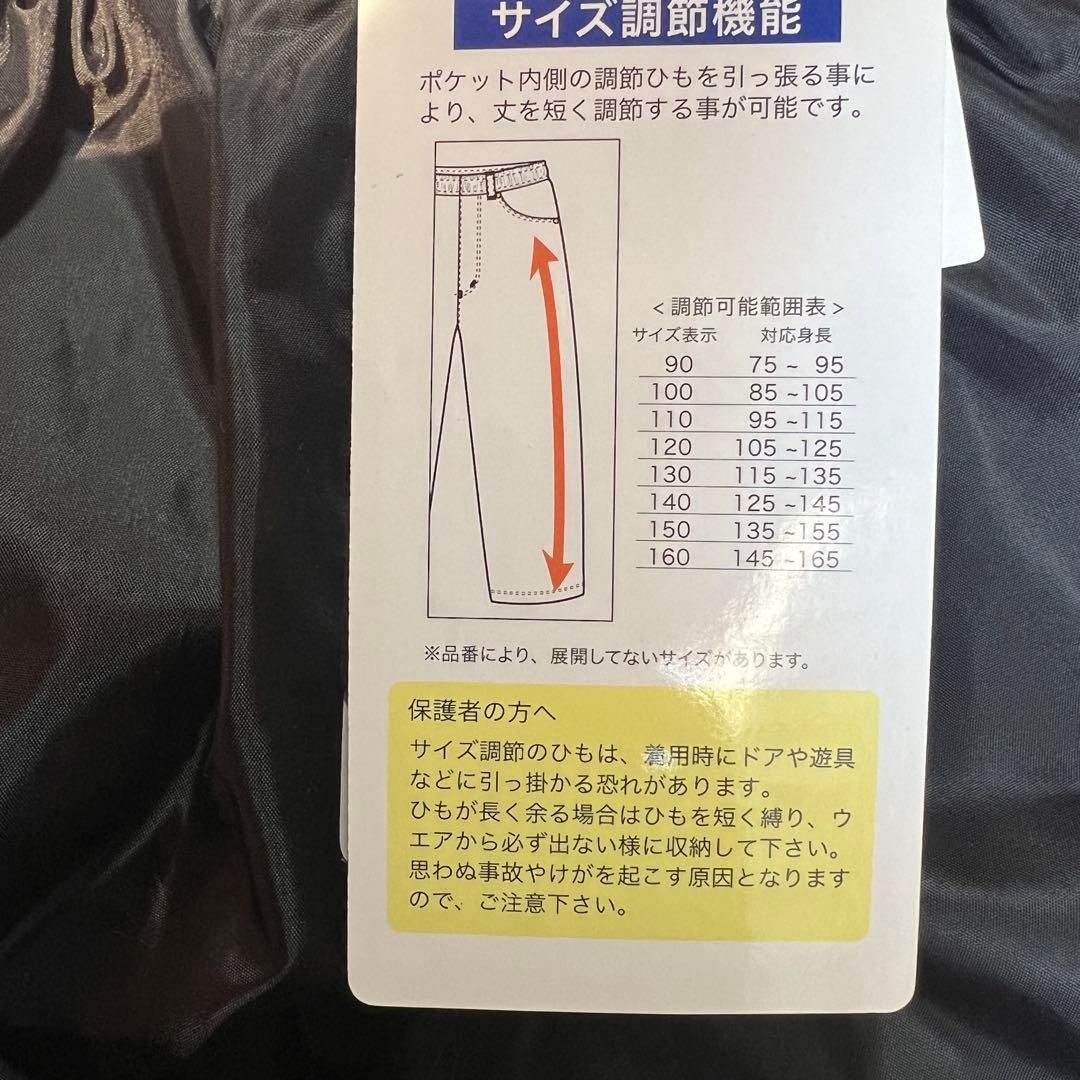 サイズ調節機能
ポケット内側の調節ひもを引っ張る事に
より、丈を短く調節する事が可能です。
<調節可能範囲表>
サイズ表示 対応身長
90 75 ~ 95
100 85 ~105
110 95 ~115
120 105 ~125
130 115 ~135
140 125 ~145
150 135 ~155
160 145 ~165
※品番により、展開してないサイズがあります。
保護者の方へ
サイズ調節のひもは、着用時にドアや遊具
などに引っ掛かる恐れがあります。
ひもが長く余る場合はひもを短く縛り、ウ
エアから必ず出ない様に収納して下さい。
思わぬ事故やけがを起こす原因となります
ので、ご注意下さい。